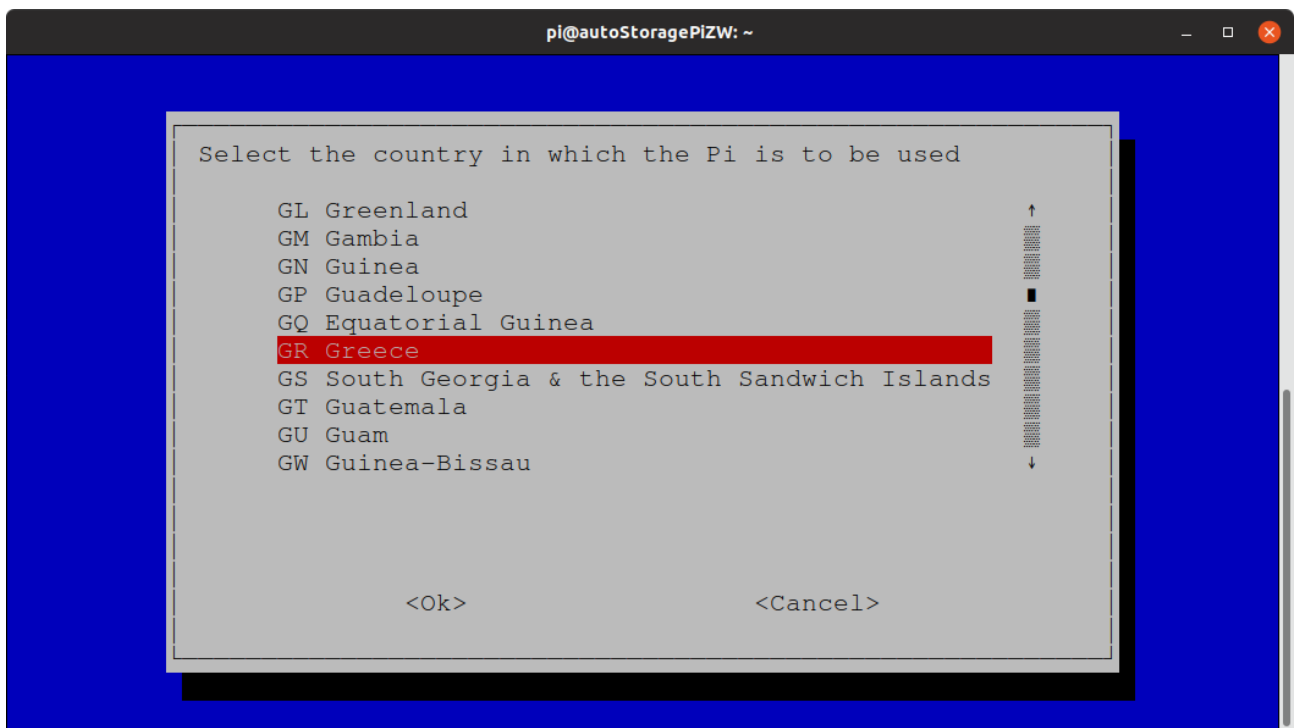 pi@autoStoragePiZW: ~
Select the country in which the Pi is to be used
GL Greenland
GM Gambia
GN Guinea
GP Guadeloupe
GQ Equatorial Guinea
GR Greece
GS South Georgia & the South Sandwich Islands
GT Guatemala
GU Guam
GW Guinea-Bissau
<Ok> <Cancel>